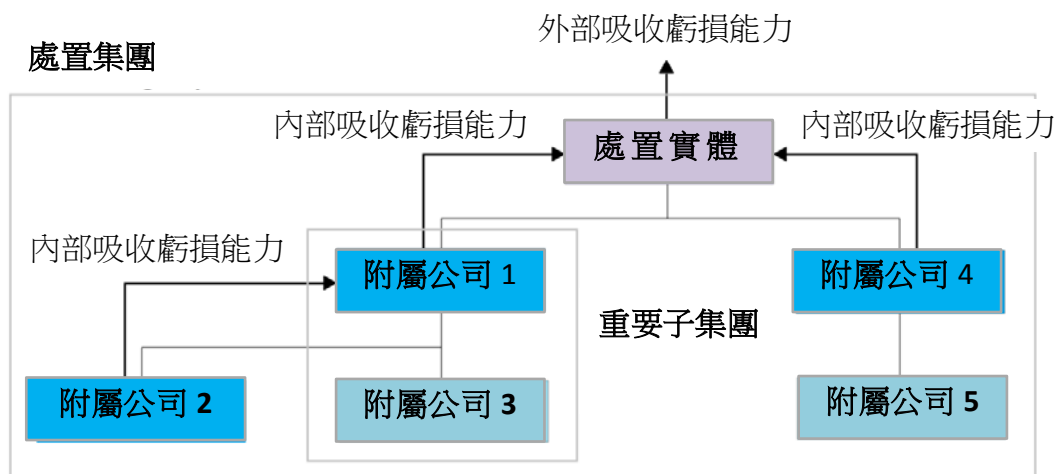 外部吸收虧損能力
處置集團
內部吸收虧損能力
處置實體
內部吸收虧損能力
內部吸收虧損能力
附屬公司 1
附屬公司 4
重要子集團
附屬公司 2
附屬公司 3
附屬公司 5